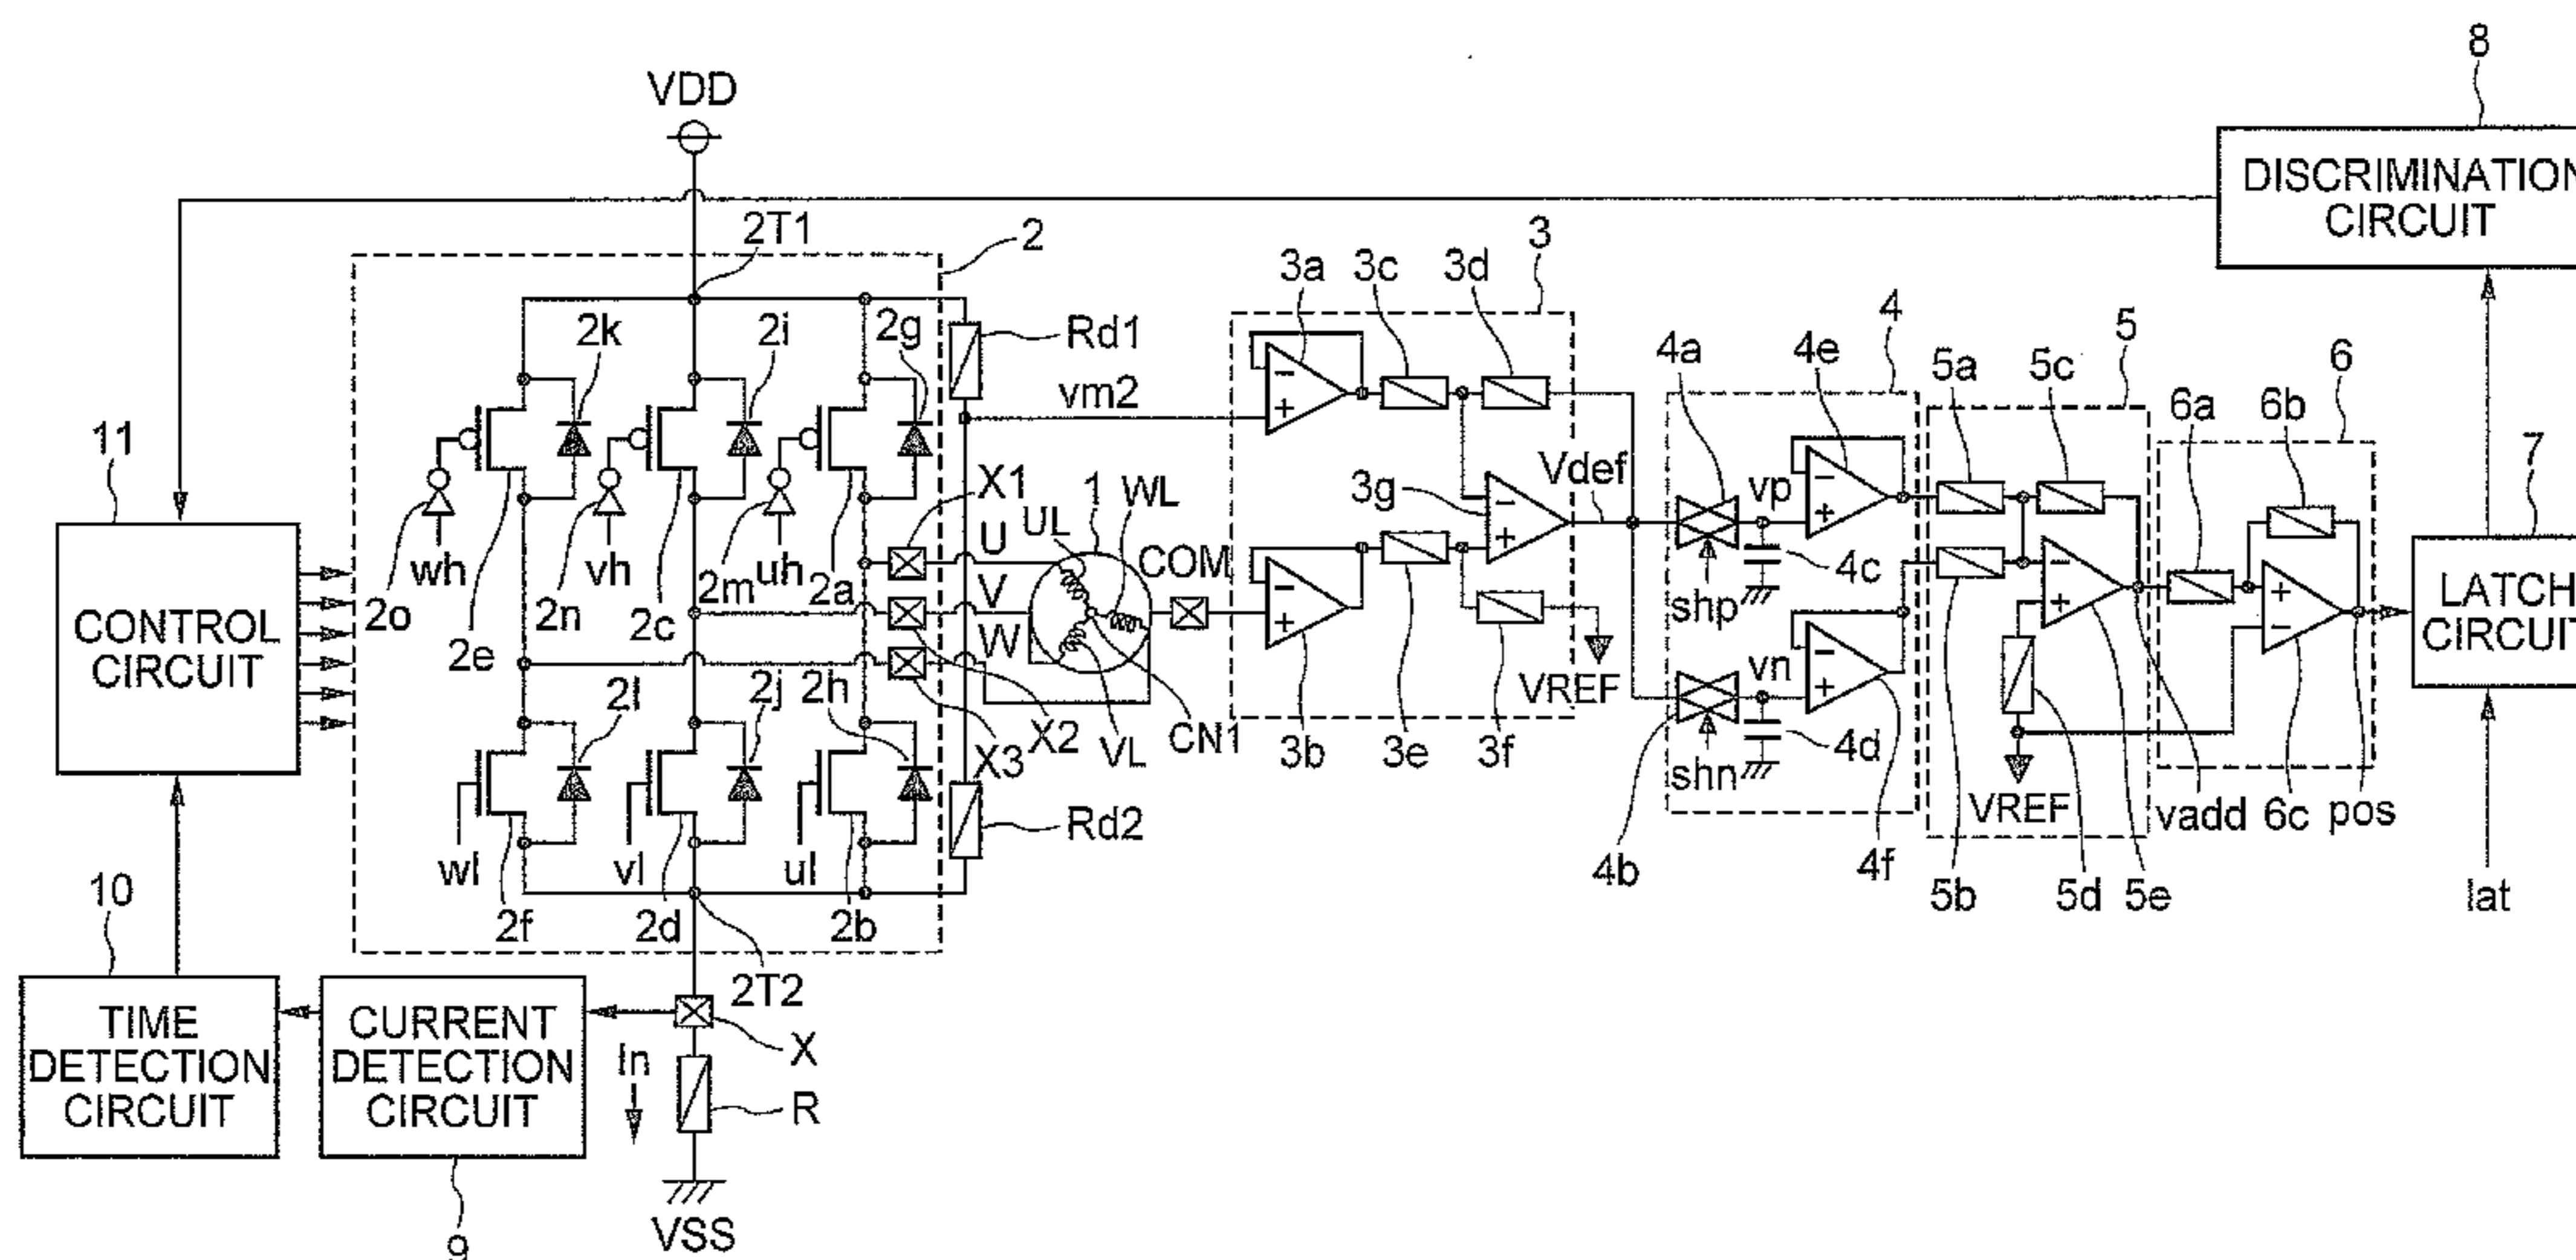 8
VDD
DISCRIMINATION
CIRCUIT
2T1
2
3
3a
3c
3d
2k
2i
2g
Rd1
4
4a
4e
5
5a
5c
6
6a
6b
vm2
7
11
X1
U
1
WL
UL
COM
3g
Vdef
vp
wh
vh
uh
2o
2e
2n
2c
2m
2a
V
W
4c
shp
CONTROL
CIRCUIT
LATCH
CIRCUIT
2l
2j
2h
X2
X3
VL
CN1
3b
3e
3f
VREF
vn
shn
4d
VREF
vadd
6c
pos
wl
vl
ul
Rd2
4b
4f
5b
5d
5e
lat
10
2f
2d
2b
2T2
TIME
DETECTION
CIRCUIT
CURRENT
DETECTION
CIRCUIT
In
X
R
9
VSS